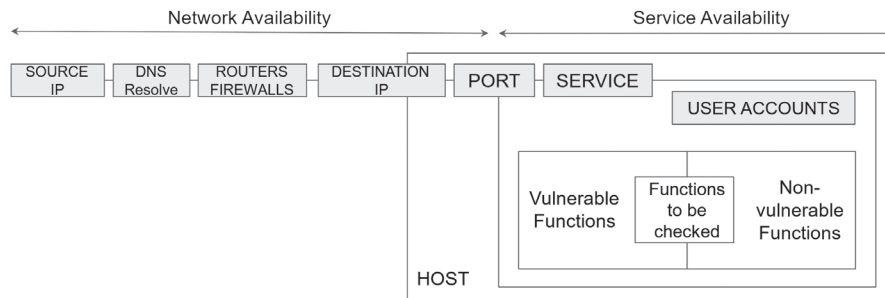 Network Availability
Service Availability
SOURCE
IP
DNS
Resolve
ROUTERS
FIREWALLS
DESTINATION
IP
PORT
SERVICE
USER ACCOUNTS
Vulnerable
Functions
Functions
to be
checked
Non-
vulnerable
Functions
HOST